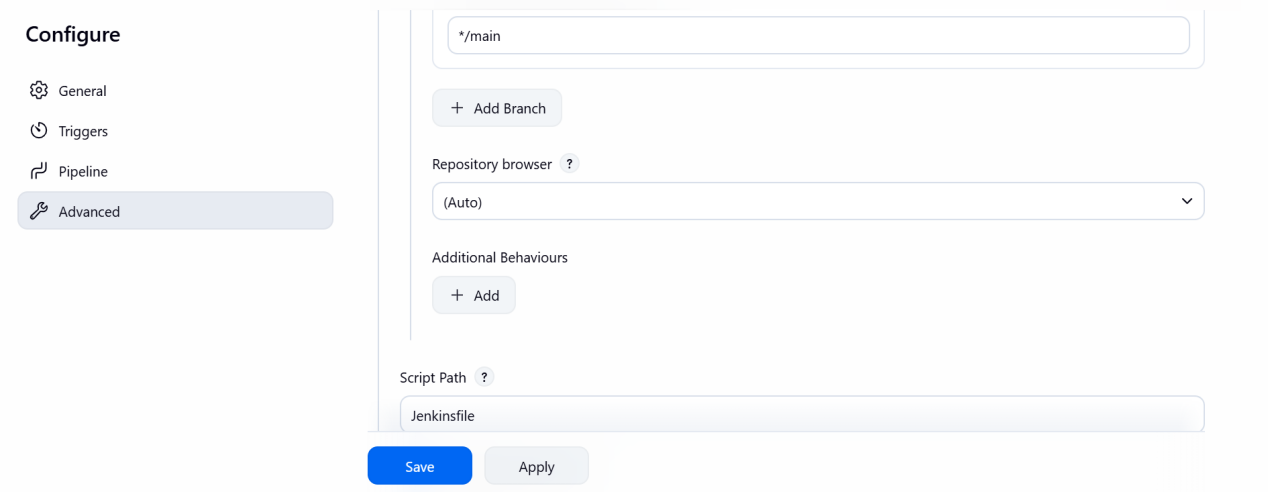 Configure
General
Triggers
Pipeline
Advanced
*/main
+ Add Branch
Repository browser ?
(Auto)
Additional Behaviours
+ Add
Script Path ?
Jenkinsfile
Save
Apply